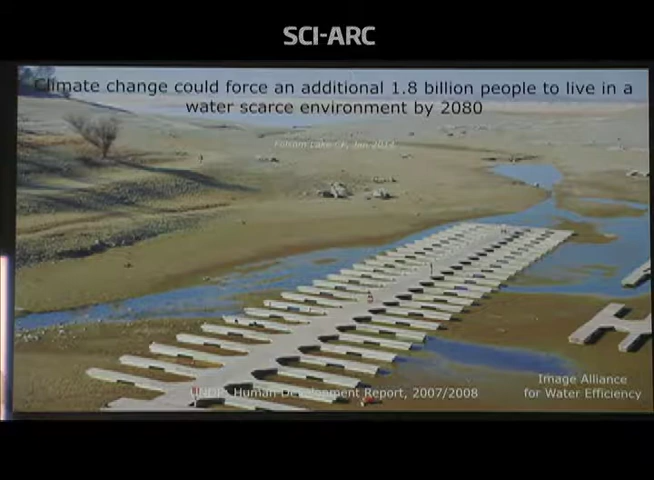 SCI-ARC
Climate change could force an additional 1.8 billion people to live in a
water scarce environment by 2080
Folsom Lake CA, Jan 2014
UNDP: Human Development Report, 2007/2008
Image Alliance
for Water Efficiency